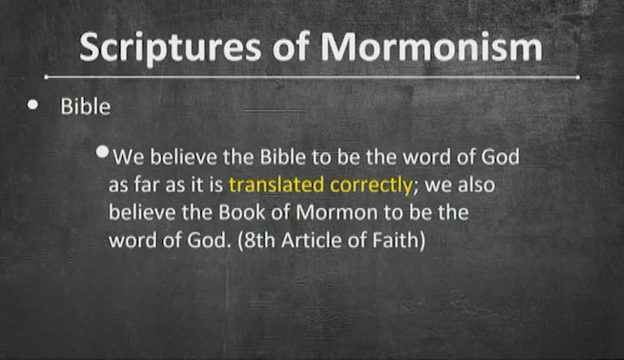 Scriptures of Mormonism
• Bible
• We believe the Bible to be the word of God
as far as it is translated correctly; we also
believe the Book of Mormon to be the
word of God. (8th Article of Faith)